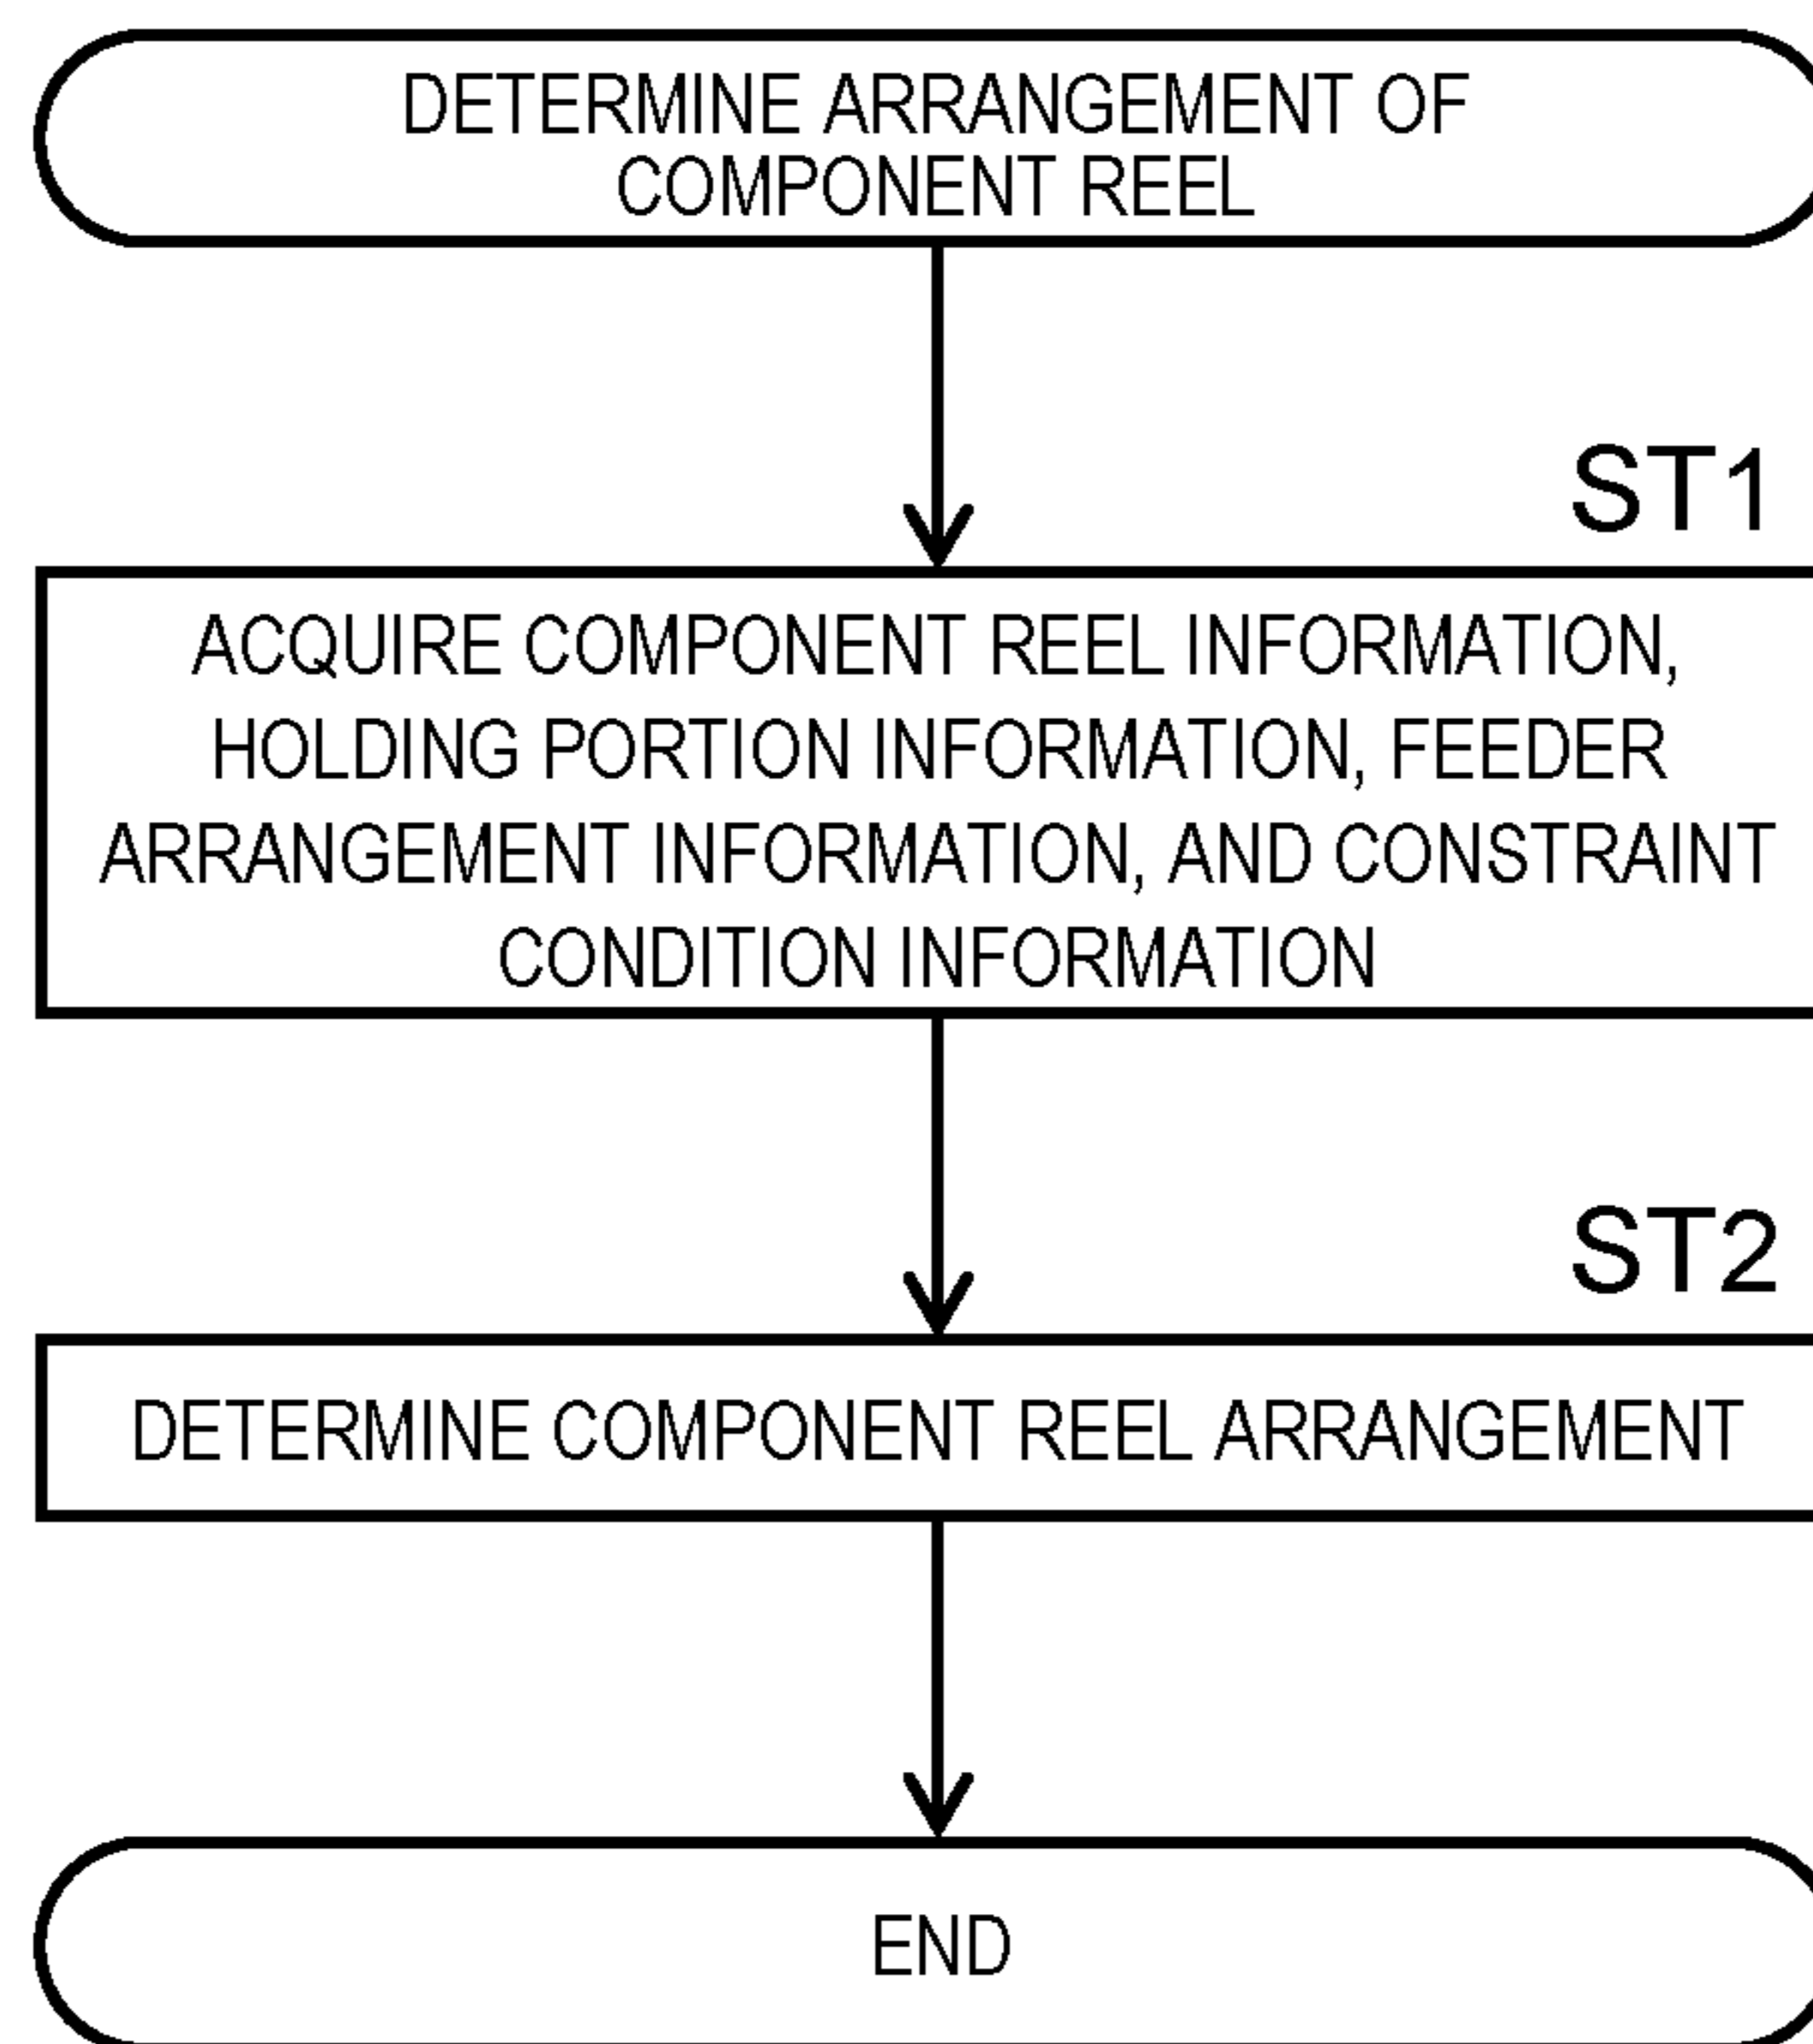 DETERMINE ARRANGEMENT OF
COMPONENT REEL
ST1
ACQUIRE COMPONENT REEL INFORMATION,
HOLDING PORTION INFORMATION, FEEDER
ARRANGEMENT INFORMATION, AND CONSTRAINT
CONDITION INFORMATION
ST2
DETERMINE COMPONENT REEL ARRANGEMENT
END